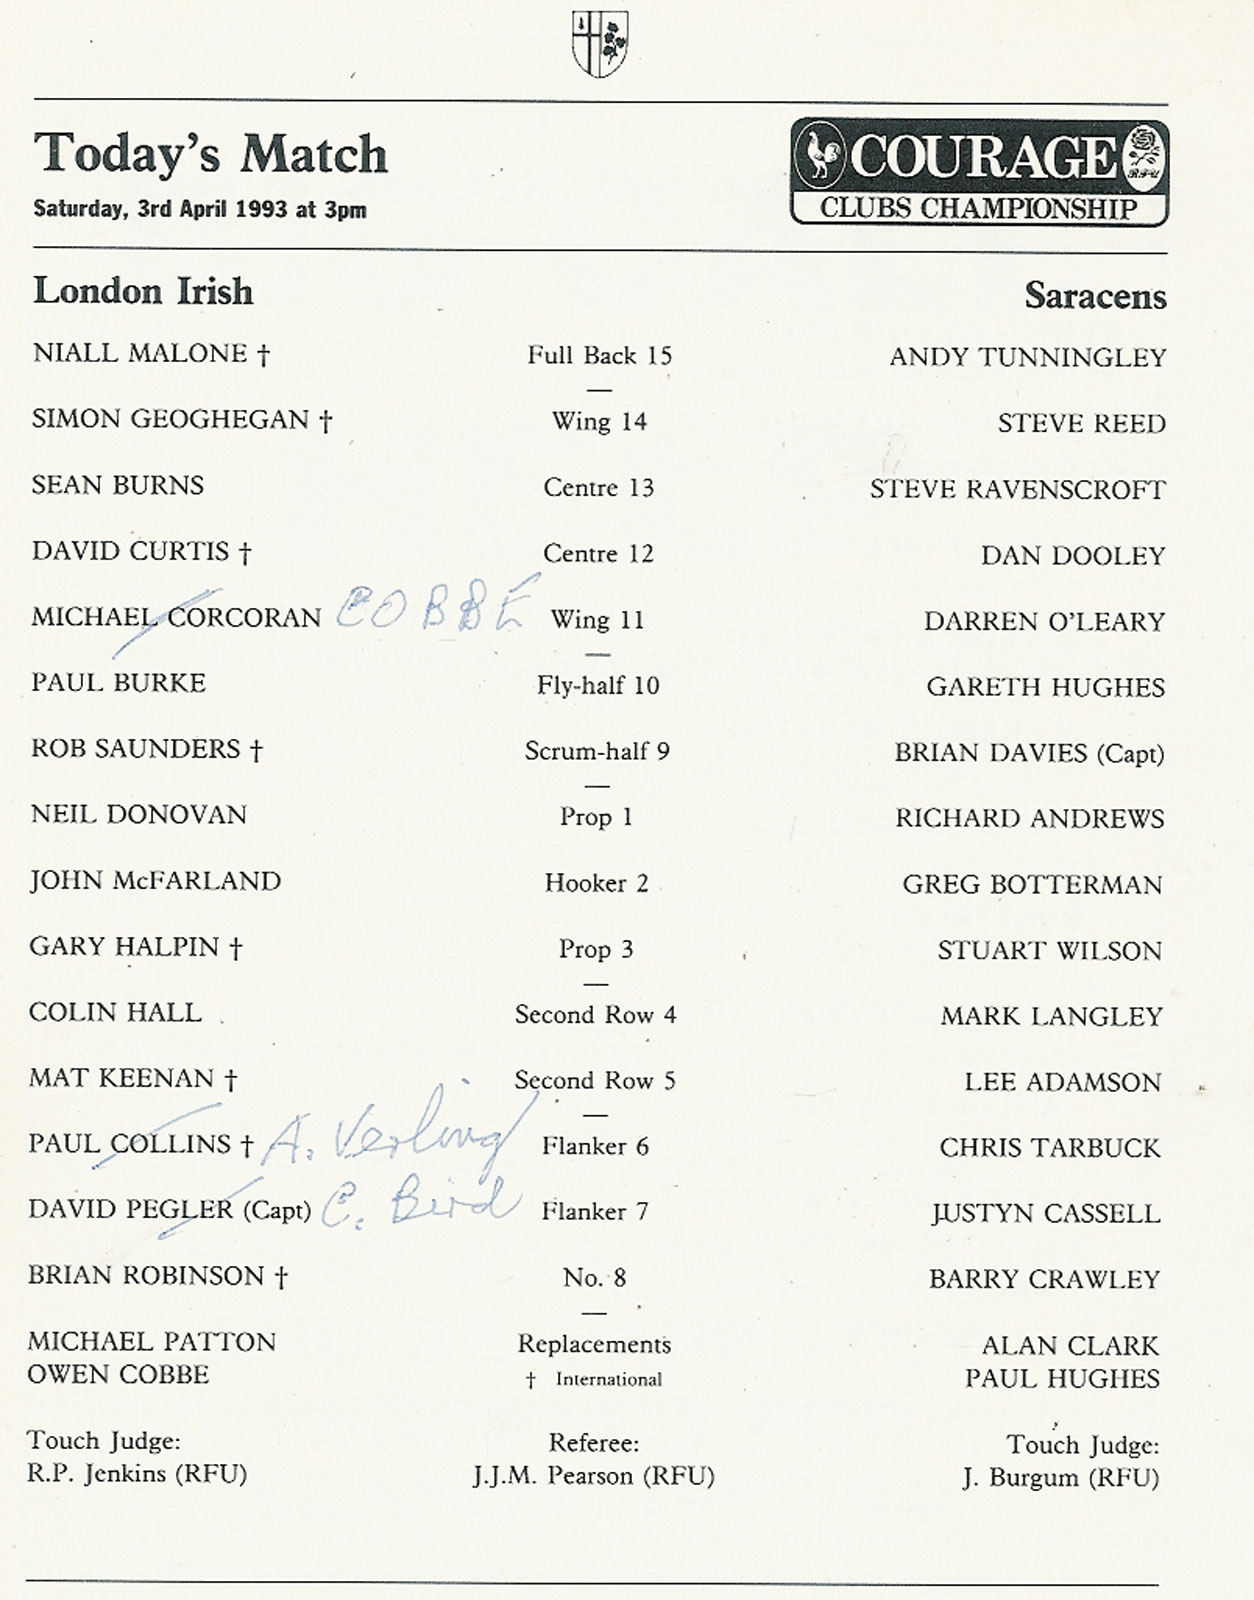 Today's Match
Saturday, 3rd April 1993 at 3pm
COURAGE
RFU
CLUBS CHAMPIONSHIP
London Irish Saracens
NIALL MALONE † Full Back 15 ANDY TUNNINGLEY
—
SIMON GEOGHEGAN † Wing 14 STEVE REED
SEAN BURNS Centre 13 STEVE RAVENSCROFT
DAVID CURTIS † Centre 12 DAN DOOLEY
MICHAEL CORCORAN COBBE Wing 11 DARREN O'LEARY
—
PAUL BURKE Fly-half 10 GARETH HUGHES
ROB SAUNDERS † Scrum-half 9 BRIAN DAVIES (Capt)
—
NEIL DONOVAN Prop 1 RICHARD ANDREWS
JOHN McFARLAND Hooker 2 GREG BOTTERMAN
GARY HALPIN † Prop 3 STUART WILSON
—
COLIN HALL Second Row 4 MARK LANGLEY
MAT KEENAN † Second Row 5 LEE ADAMSON
—
PAUL COLLINS † A. Verling Flanker 6 CHRIS TARBUCK
DAVID PEGLER (Capt) C. Bird Flanker 7 JUSTYN CASSELL
BRIAN ROBINSON † No. 8 BARRY CRAWLEY
—
MICHAEL PATTON Replacements ALAN CLARK
OWEN COBBE † International PAUL HUGHES
Touch Judge: Referee: Touch Judge:
R.P. Jenkins (RFU) J.J.M. Pearson (RFU) J. Burgum (RFU)